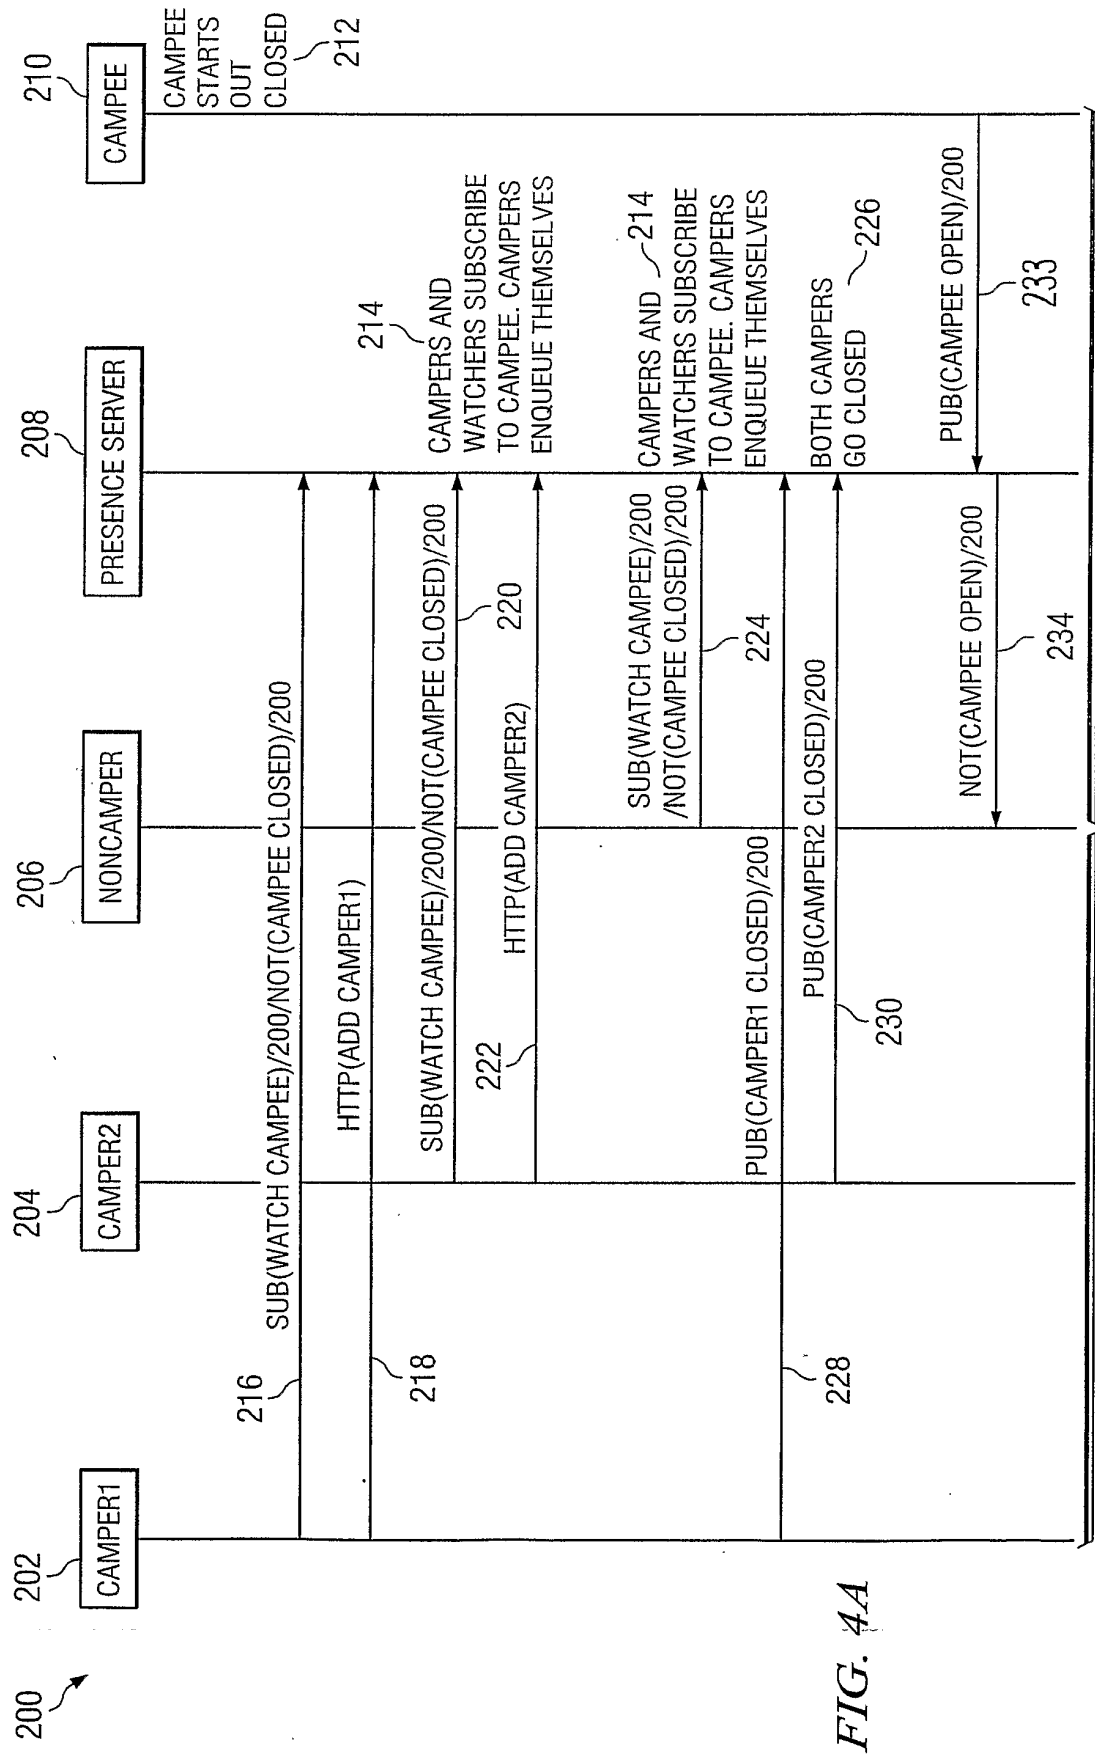 200
202
CAMPER1
204
CAMPER2
206
NONCAMPER
208
PRESENCE SERVER
210
CAMPEE
CAMPEE
STARTS
OUT
CLOSED
212
SUB(WATCH CAMPEE)/200/NOT(CAMPEE CLOSED)/200
216
HTTP(ADD CAMPER1)
218
214
CAMPERS AND
WATCHERS SUBSCRIBE
TO CAMPEE. CAMPERS
ENQUEUE THEMSELVES
SUB(WATCH CAMPEE)/200/NOT(CAMPEE CLOSED)/200
220
HTTP(ADD CAMPER2)
222
SUB(WATCH CAMPEE)/200
/NOT(CAMPEE CLOSED)/200
224
CAMPERS AND
214
WATCHERS SUBSCRIBE
TO CAMPEE. CAMPERS
ENQUEUE THEMSELVES
PUB(CAMPER1 CLOSED)/200
228
PUB(CAMPER2 CLOSED)/200
230
BOTH CAMPERS
GO CLOSED
226
PUB(CAMPEE OPEN)/200
233
NOT(CAMPEE OPEN)/200
234
FIG. 4A